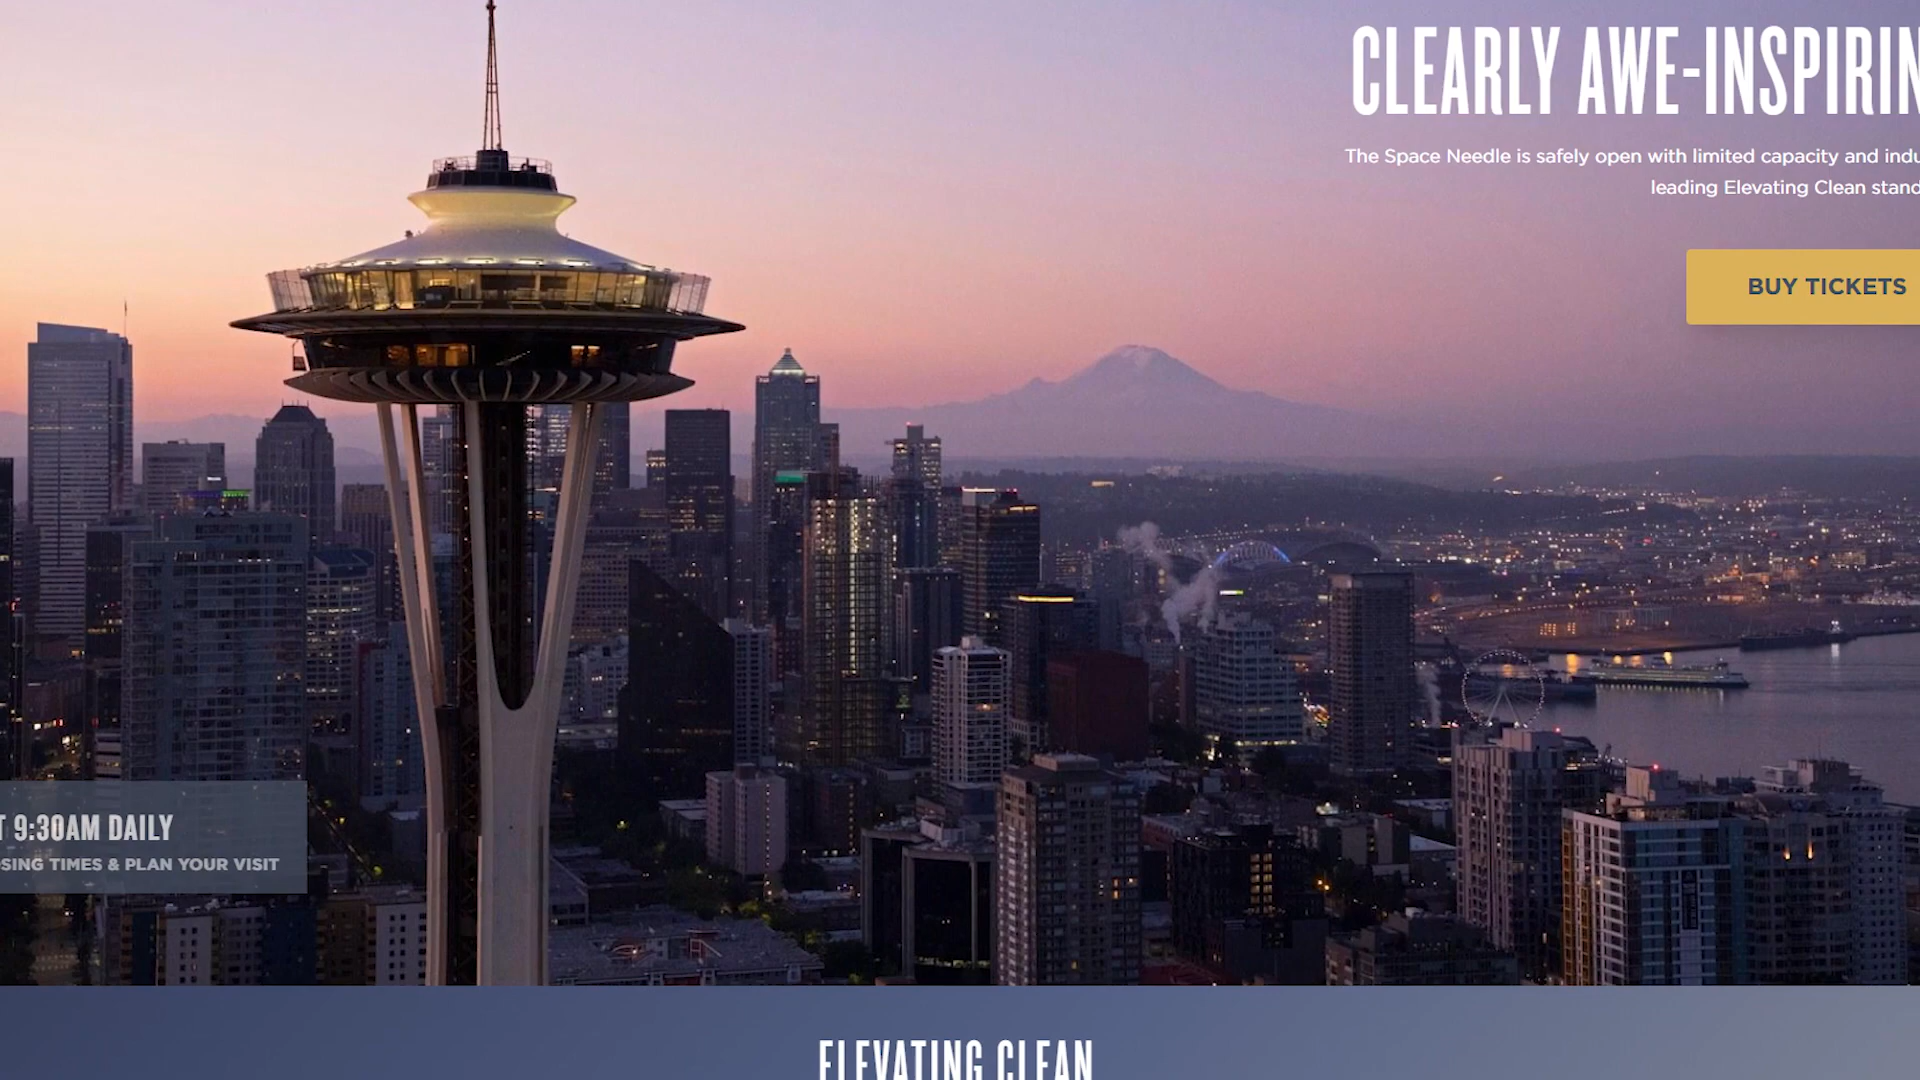 CLEARLY AWE-INSPIRIN
The Space Needle is safely open with limited capacity and indu
leading Elevating Clean stand
BUY TICKETS
T 9:30AM DAILY
SING TIMES & PLAN YOUR VISIT
ELEVATING CLEAN